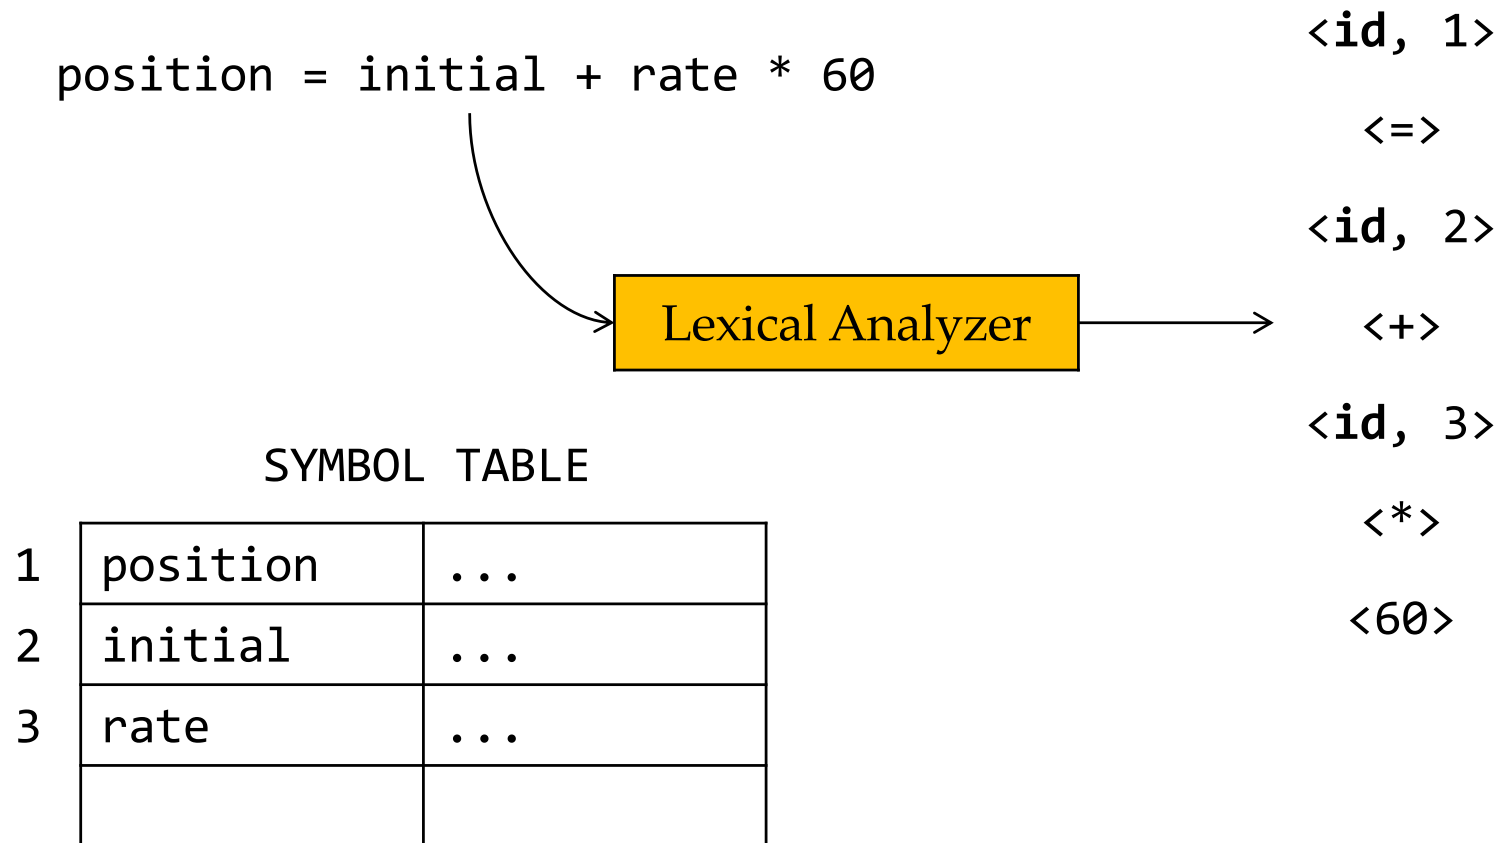 position = initial + rate * 60
Lexical Analyzer
<id, 1>
<=>
<id, 2>
<+>
<id, 3>
<*>
<60>
SYMBOL TABLE
1 position ...
2 initial ...
3 rate ...